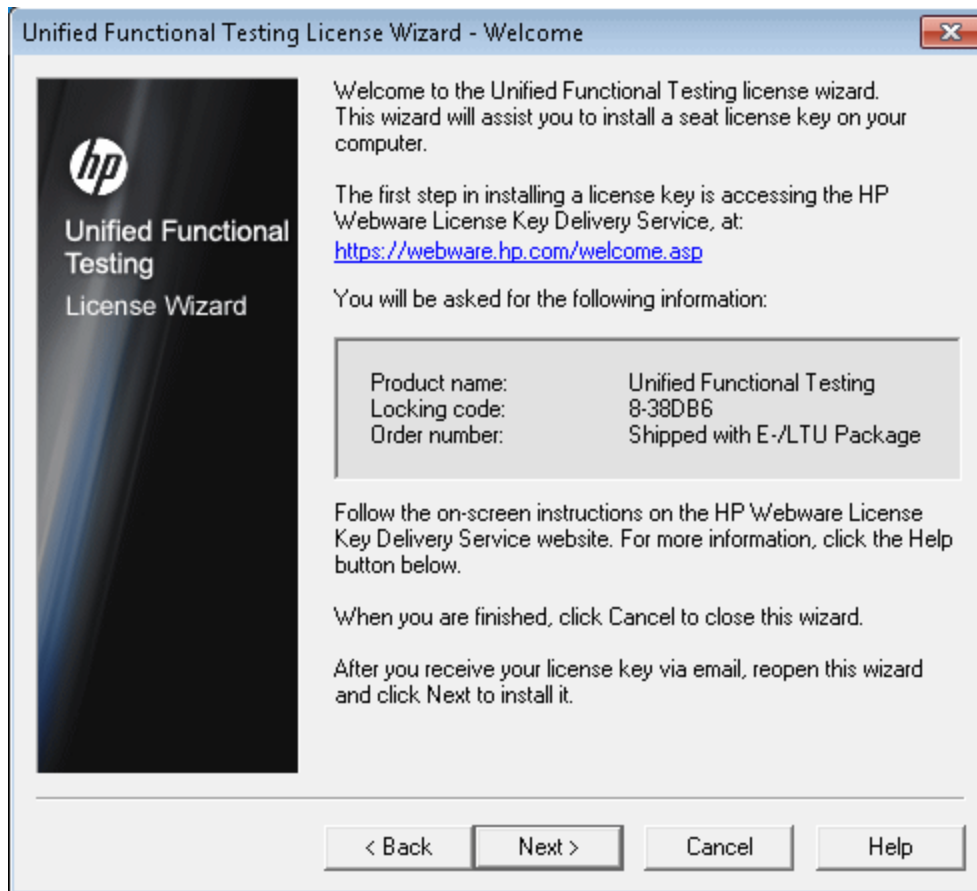 Unified Functional Testing License Wizard - Welcome
hp
Unified Functional
Testing
License Wizard
Welcome to the Unified Functional Testing license wizard.
This wizard will assist you to install a seat license key on your
computer.
The first step in installing a license key is accessing the HP
Webware License Key Delivery Service, at:
https://webware.hp.com/welcome.asp
You will be asked for the following information:
Product name: Unified Functional Testing
Locking code: 8-38DB6
Order number: Shipped with E-/LTU Package
Follow the on-screen instructions on the HP Webware License
Key Delivery Service website. For more information, click the Help
button below.
When you are finished, click Cancel to close this wizard.
After you receive your license key via email, reopen this wizard
and click Next to install it.
< Back Next > Cancel Help